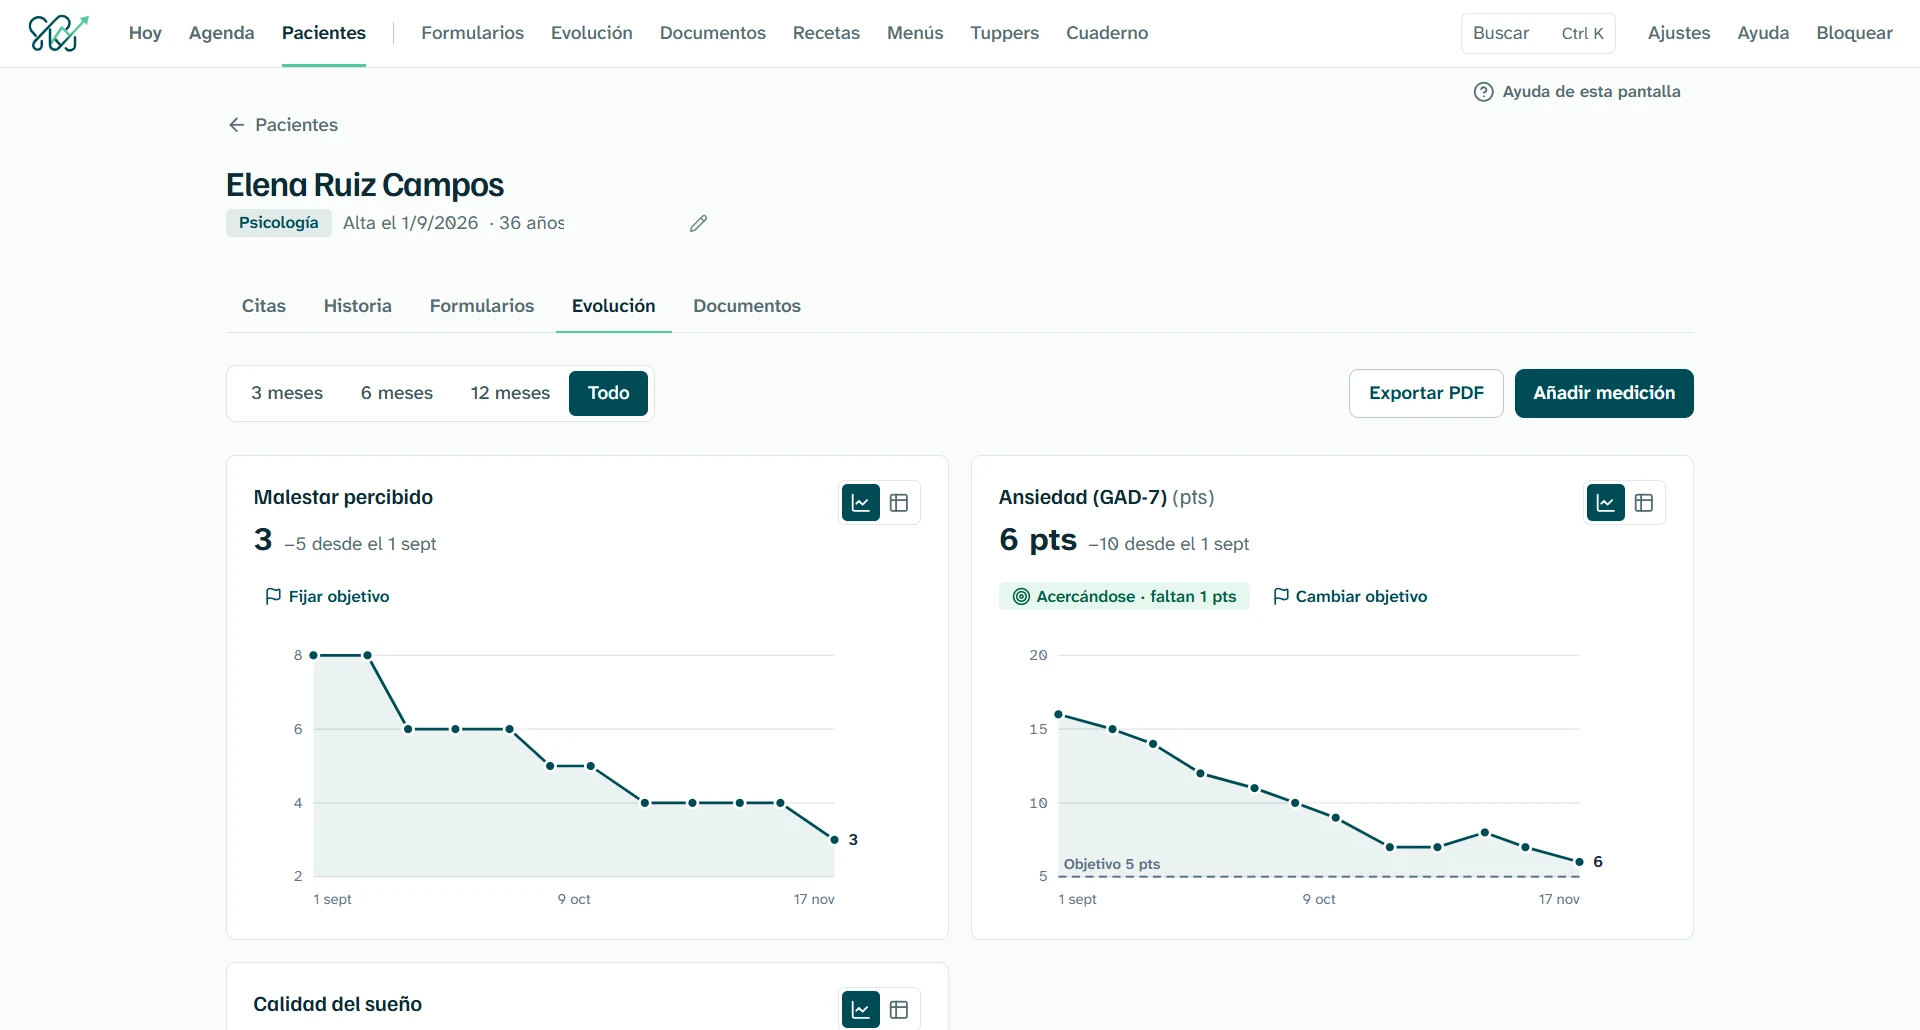 Hoy Agenda Pacientes Formularios Evolución Documentos Recetas Menús Tuppers Cuaderno Buscar Ctrl K Ajustes Ayuda Bloquear
Ayuda de esta pantalla
Pacientes
Elena Ruiz Campos
Psicología Alta el 1/9/2026 · 36 años
Citas Historia Formularios Evolución Documentos
3 meses 6 meses 12 meses Todo Exportar PDF Añadir medición
Malestar percibido
3 –5 desde el 1 sept
Fijar objetivo
8
6
4
2
3
1 sept 9 oct 17 nov
Ansiedad (GAD-7) (pts)
6 pts –10 desde el 1 sept
Acercándose · faltan 1 pts Cambiar objetivo
20
15
10
5
Objetivo 5 pts
6
1 sept 9 oct 17 nov
Calidad del sueño